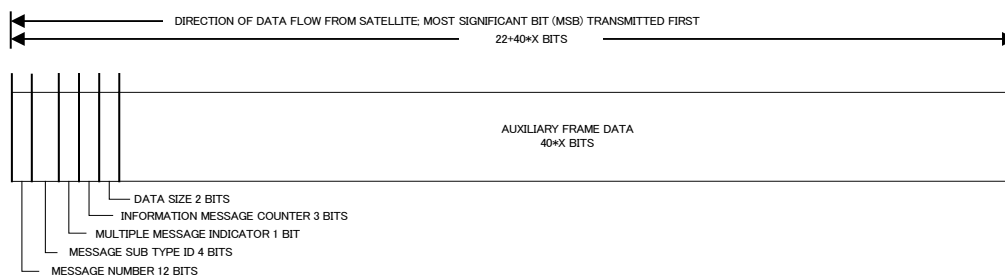 DIRECTION OF DATA FLOW FROM SATELLITE; MOST SIGNIFICANT BIT (MSB) TRANSMITTED FIRST
22+40*X BITS
AUXILIARY FRAME DATA
40*X BITS
DATA SIZE 2 BITS
INFORMATION MESSAGE COUNTER 3 BITS
MULTIPLE MESSAGE INDICATOR 1 BIT
MESSAGE SUB TYPE ID 4 BITS
MESSAGE NUMBER 12 BITS